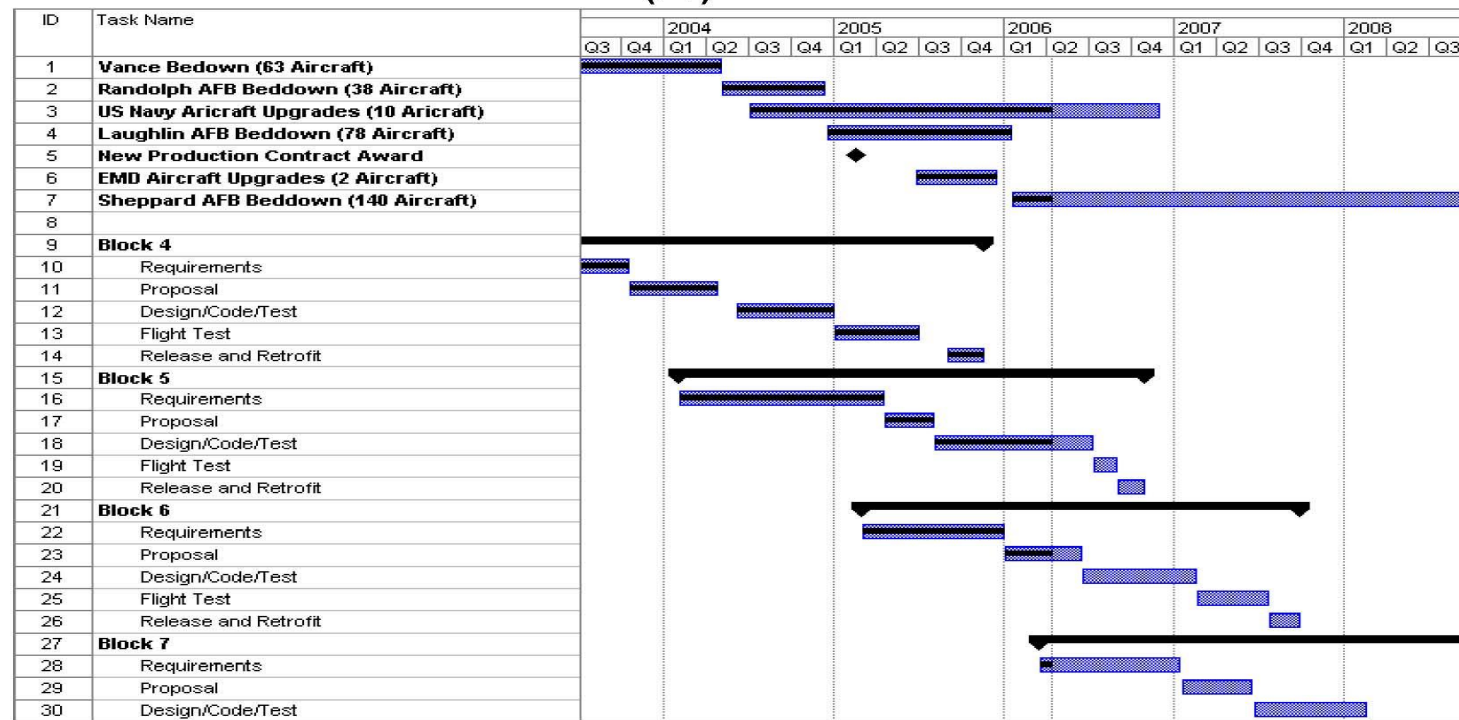 ID Task Name 2004 2005 2006 2007 2008
Q3 Q4 Q1 Q2 Q3 Q4 Q1 Q2 Q3 Q4 Q1 Q2 Q3 Q4 Q1 Q2 Q3 Q4 Q1 Q2 Q3
1 Vance Bedown (63 Aircraft)
2 Randolph AFB Beddown (38 Aircraft)
3 US Navy Aricraft Upgrades (10 Aricraft)
4 Laughlin AFB Beddown (78 Aircraft)
5 New Production Contract Award
6 EMD Aircraft Upgrades (2 Aircraft)
7 Sheppard AFB Beddown (140 Aircraft)
8
9 Block 4
10 Requirements
11 Proposal
12 Design/Code/Test
13 Flight Test
14 Release and Retrofit
15 Block 5
16 Requirements
17 Proposal
18 Design/Code/Test
19 Flight Test
20 Release and Retrofit
21 Block 6
22 Requirements
23 Proposal
24 Design/Code/Test
25 Flight Test
26 Release and Retrofit
27 Block 7
28 Requirements
29 Proposal
30 Design/Code/Test